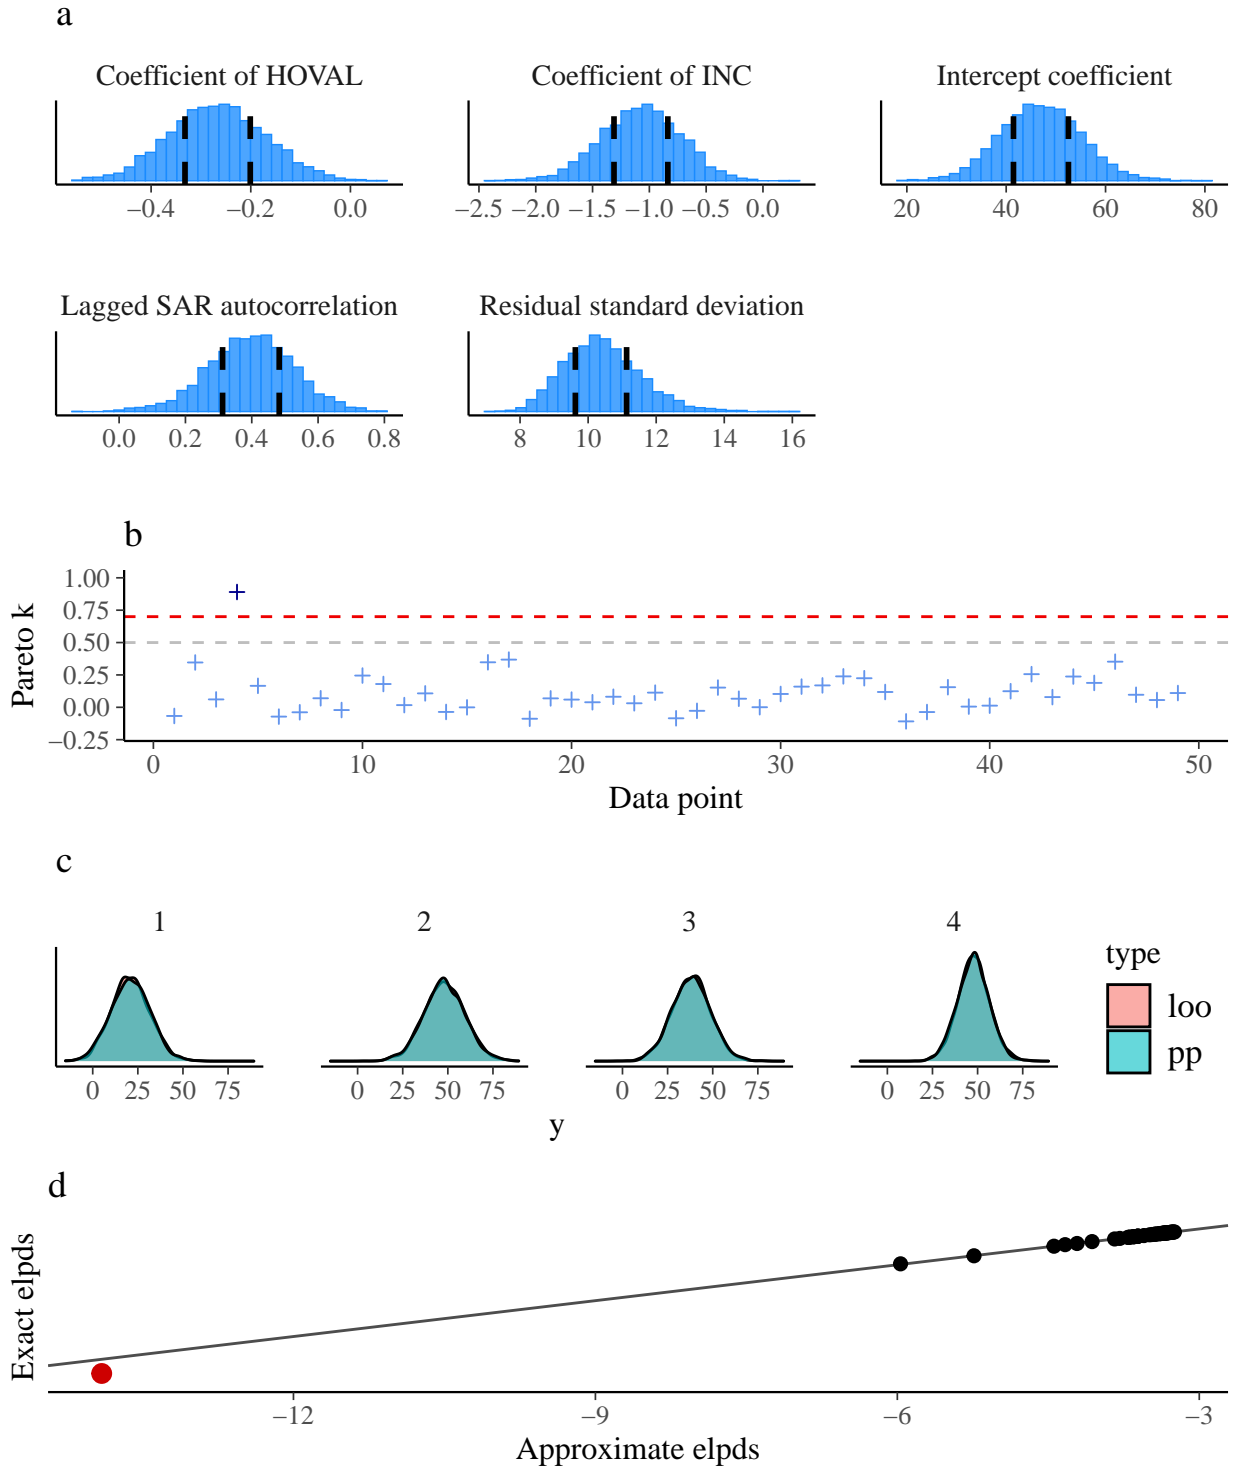 a
Coefficient of HOVAL
Coefficient of INC
Intercept coefficient
−0.4 −0.2 0.0
−2.5 −2.0 −1.5 −1.0 −0.5 0.0
20 40 60 80
Lagged SAR autocorrelation
Residual standard deviation
0.0 0.2 0.4 0.6 0.8
8 10 12 14 16
b
Pareto k
1.00
0.75
0.50
0.25
0.00
−0.25
0 10 20 30 40 50
Data point
c
1 2 3 4
0 25 50 75
0 25 50 75
0 25 50 75
0 25 50 75
y
type
loo
pp
d
Exact elpds
−12 −9 −6 −3
Approximate elpds